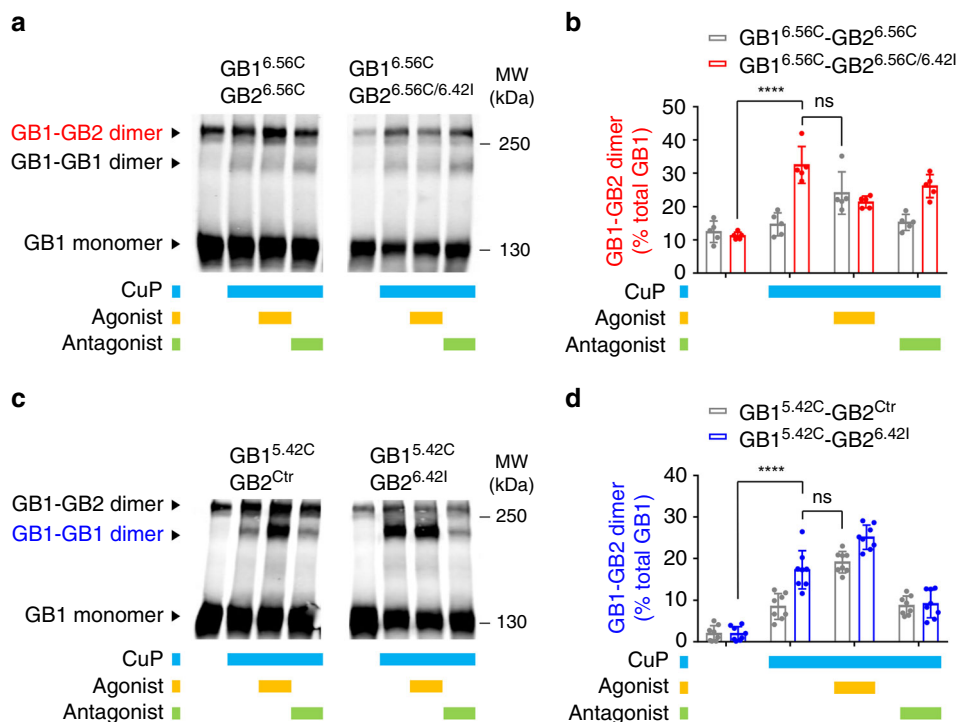 a
GB1^6.56C GB1^6.56C MW
GB2^6.56C GB2^6.56C/6.42I (kDa)
GB1-GB2 dimer
250
GB1-GB1 dimer
GB1 monomer
130
CuP
Agonist
Antagonist
b
GB1^6.56C-GB2^6.56C
GB1^6.56C-GB2^6.56C/6.42I
**** ns
GB1-GB2 dimer
(% total GB1)
50
40
30
20
10
0
CuP
Agonist
Antagonist
c
GB1^5.42C GB1^5.42C MW
GB2^Ctr GB2^6.42I (kDa)
GB1-GB2 dimer
250
GB1-GB1 dimer
GB1 monomer
130
CuP
Agonist
Antagonist
d
GB1^5.42C-GB2^Ctr
GB1^5.42C-GB2^6.42I
**** ns
GB1-GB2 dimer
(% total GB1)
40
30
20
10
0
CuP
Agonist
Antagonist